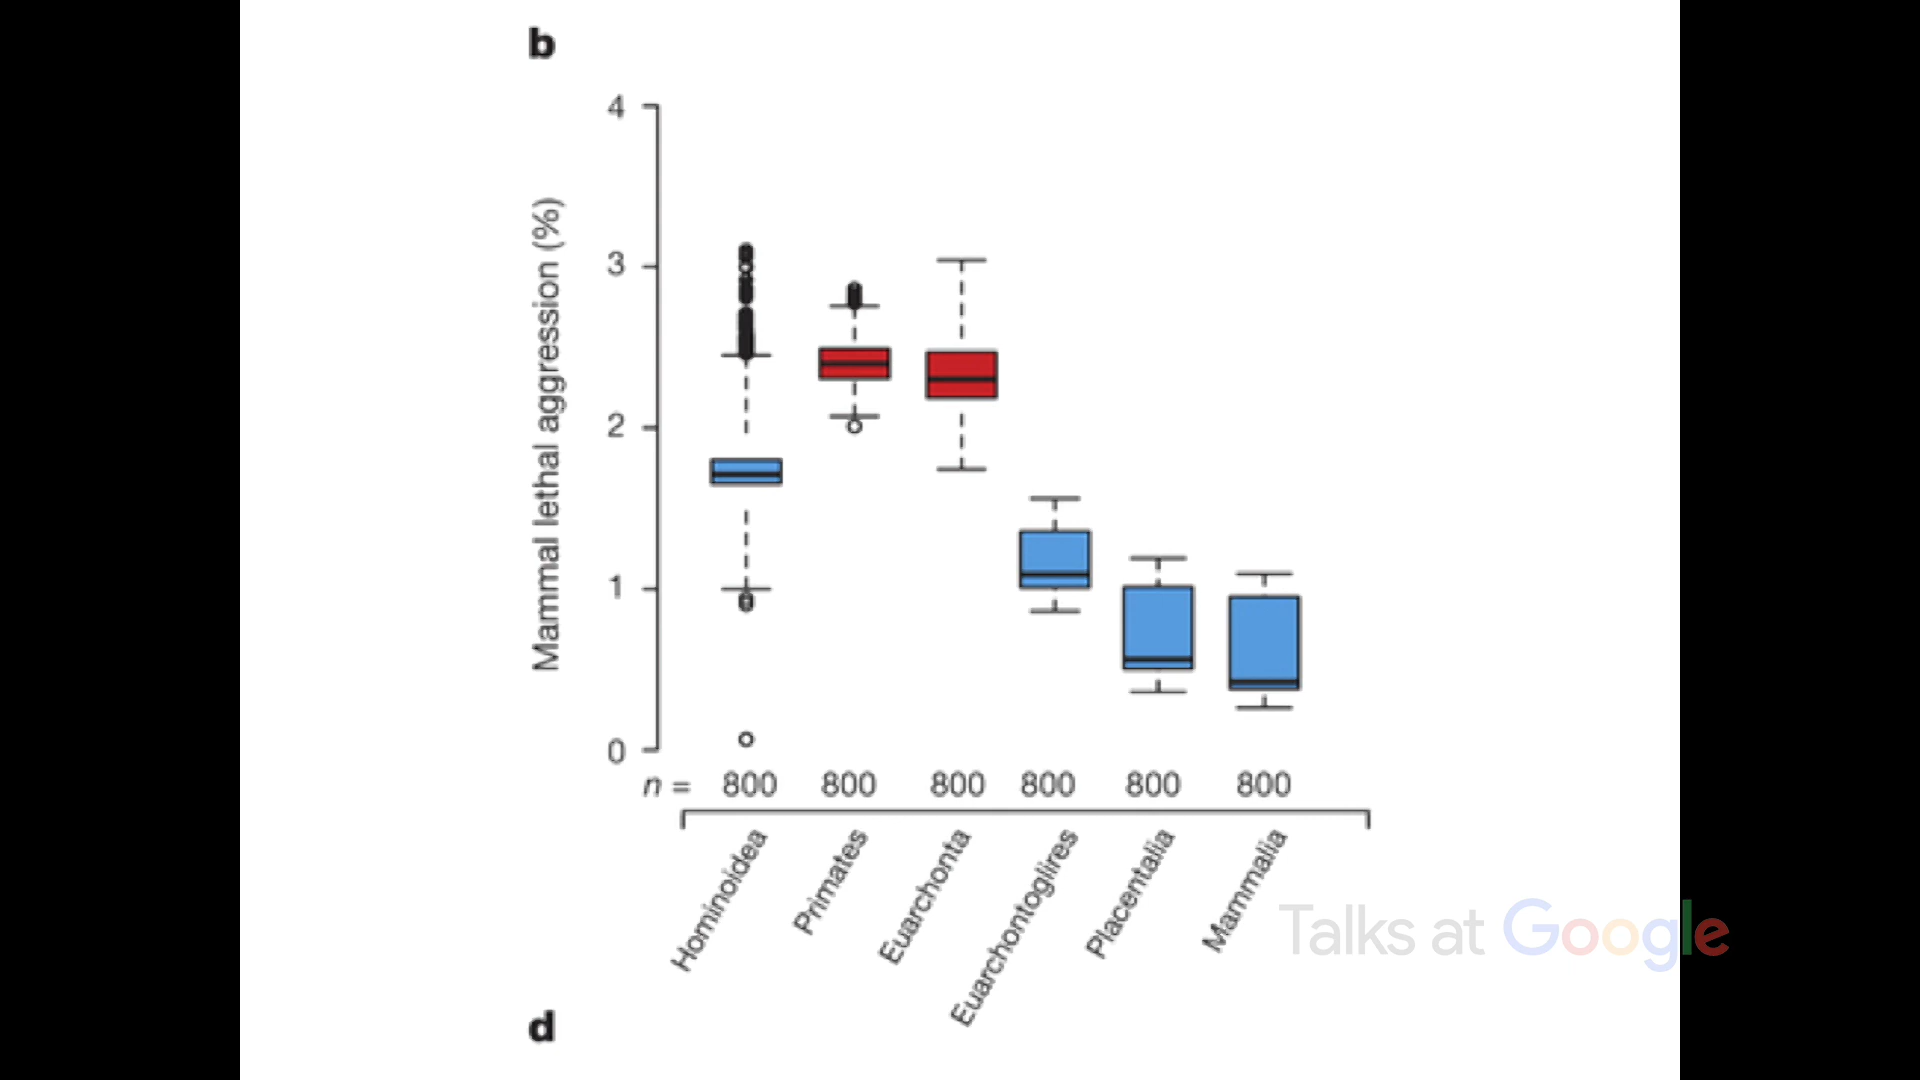 b
Mammal lethal aggression (%)
4
3
2
1
0
n = 800 800 800 800 800 800
Hominoidea
Primates
Euarchonta
Euarchontoglires
Placentalia
Mammalia
Talks at Google
d